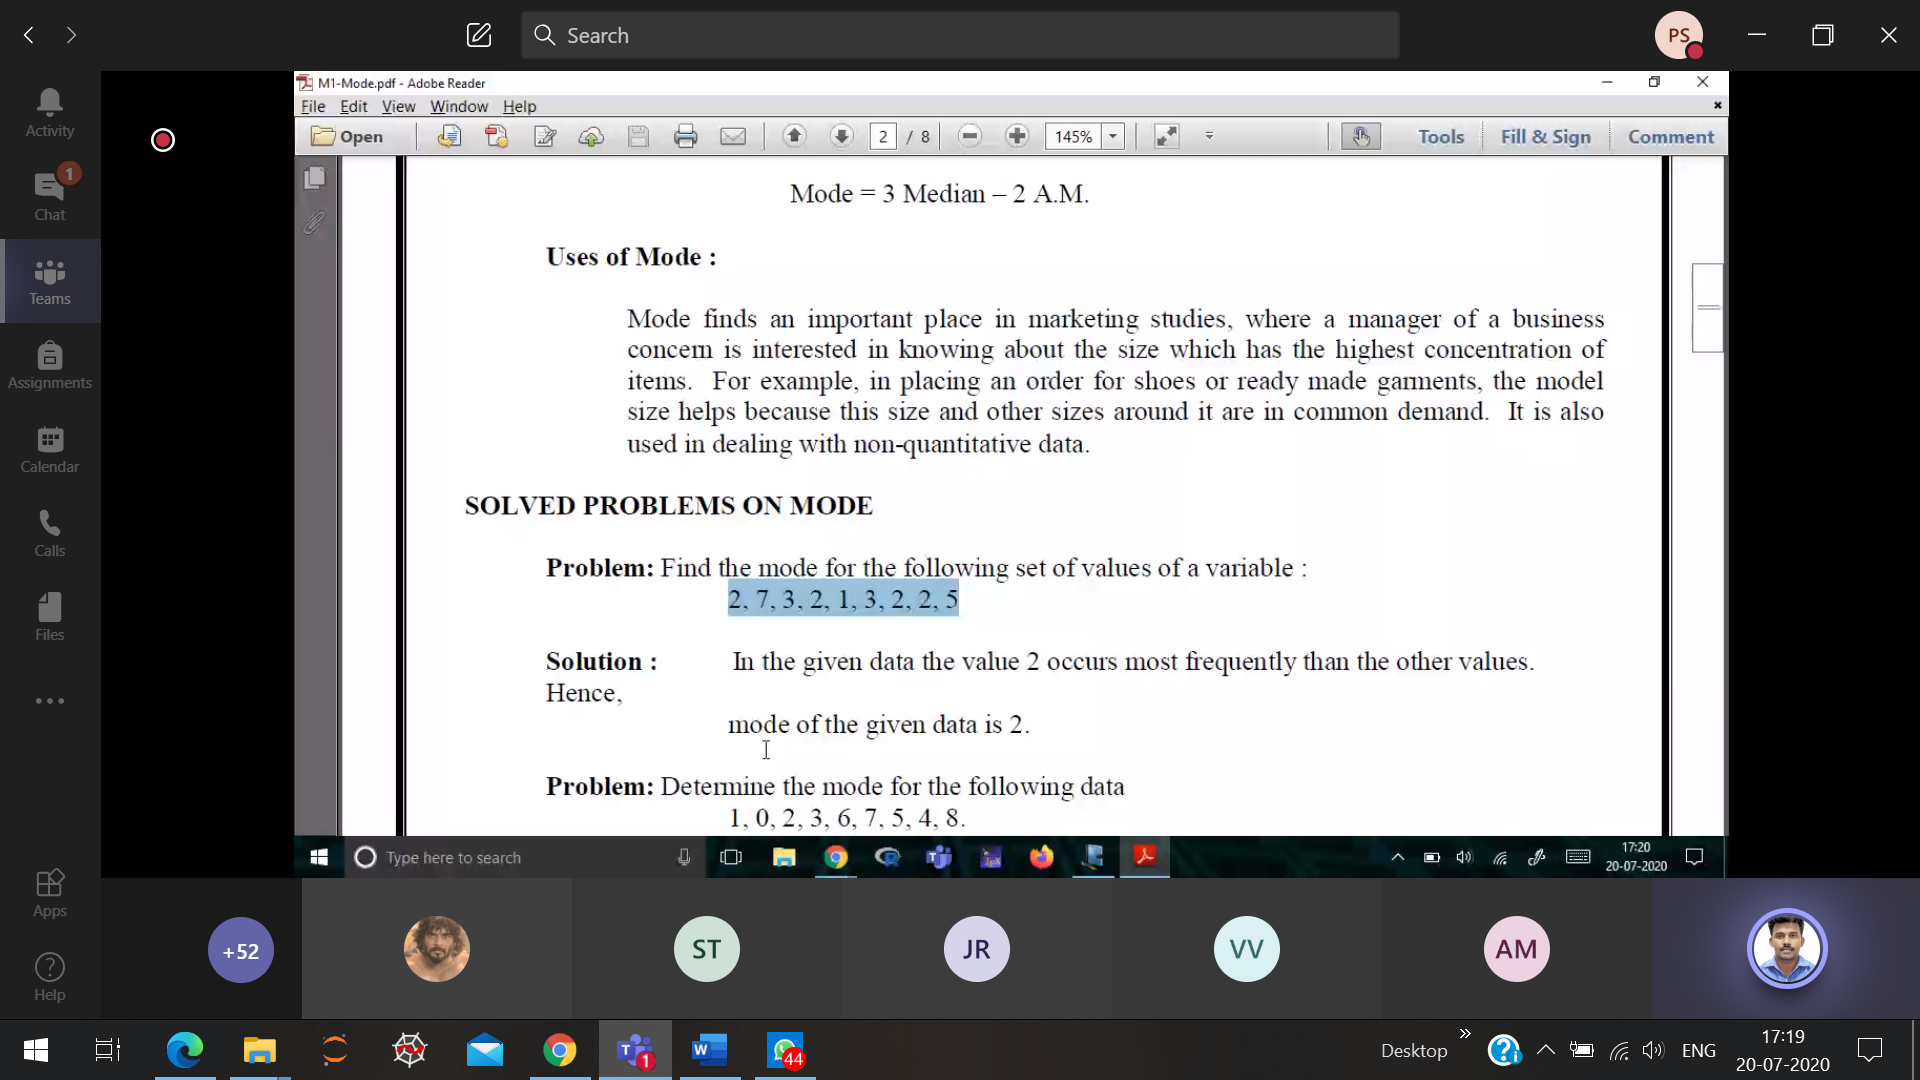 Search
PS
M1-Mode.pdf - Adobe Reader
File Edit View Window Help
Open 2 / 8 145% Tools Fill & Sign Comment
Activity
1
Chat
Teams
Assignments
Calendar
Calls
Files
Apps
Help
Mode = 3 Median – 2 A.M.
Uses of Mode :
Mode finds an important place in marketing studies, where a manager of a business
concern is interested in knowing about the size which has the highest concentration of
items. For example, in placing an order for shoes or ready made garments, the model
size helps because this size and other sizes around it are in common demand. It is also
used in dealing with non-quantitative data.
SOLVED PROBLEMS ON MODE
Problem: Find the mode for the following set of values of a variable :
2, 7, 3, 2, 1, 3, 2, 2, 5
Solution : In the given data the value 2 occurs most frequently than the other values.
Hence,
mode of the given data is 2.
Problem: Determine the mode for the following data
1, 0, 2, 3, 6, 7, 5, 4, 8.
Type here to search
17:20
20-07-2020
+52 ST JR VV AM
1 W 44 Desktop ENG
17:19
20-07-2020